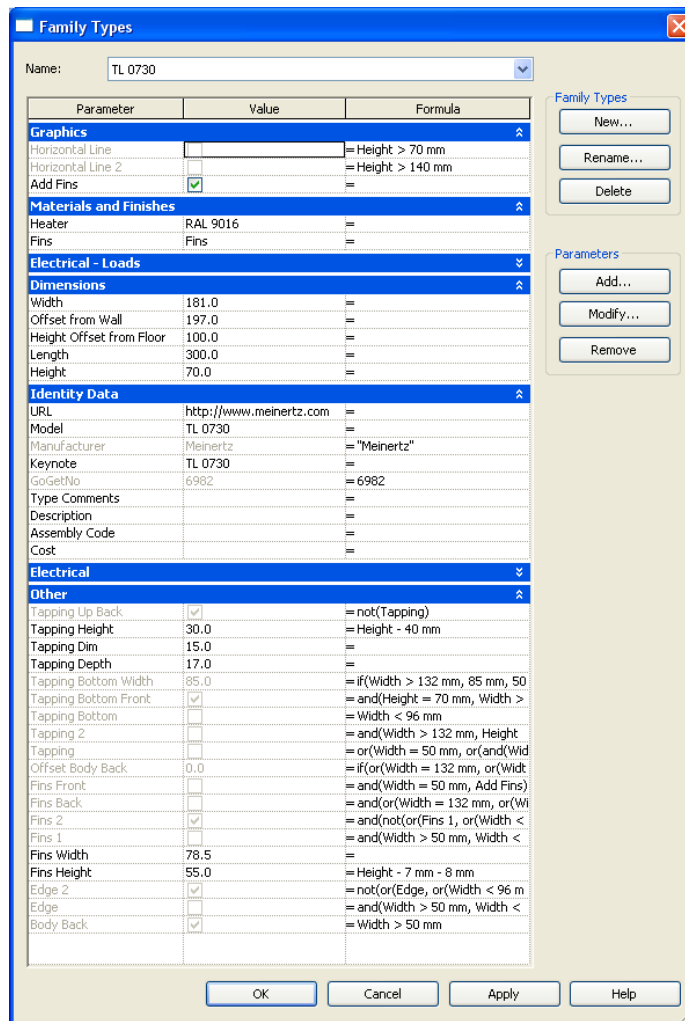 Family Types
Name: TL 0730
Parameter Value Formula
Graphics
Horizontal Line = Height > 70 mm
Horizontal Line 2 = Height > 140 mm
Add Fins =
Materials and Finishes
Heater RAL 9016 =
Fins Fins =
Electrical - Loads
Dimensions
Width 181.0 =
Offset from Wall 197.0 =
Height Offset from Floor 100.0 =
Length 300.0 =
Height 70.0 =
Identity Data
URL http://www.meinertz.com =
Model TL 0730 =
Manufacturer Meinertz = "Meinertz"
Keynote TL 0730 =
GoGetNo 6982 = 6982
Type Comments =
Description =
Assembly Code =
Cost =
Electrical
Other
Tapping Up Back = not(Tapping)
Tapping Height 30.0 = Height - 40 mm
Tapping Dim 15.0 =
Tapping Depth 17.0 =
Tapping Bottom Width 85.0 = if(Width > 132 mm, 85 mm, 50
Tapping Bottom Front = and(Height = 70 mm, Width >
Tapping Bottom = Width < 96 mm
Tapping 2 = and(Width > 132 mm, Height
Tapping = or(Width = 50 mm, or(and(Wid
Offset Body Back 0.0 = if(or(Width = 132 mm, or(Widt
Fins Front = and(Width = 50 mm, Add Fins)
Fins Back = and(or(Width = 132 mm, or(Wi
Fins 2 = and(not(or(Fins 1, or(Width <
Fins 1 = and(Width > 50 mm, Width <
Fins Width 78.5 =
Fins Height 55.0 = Height - 7 mm - 8 mm
Edge 2 = not(or(Edge, or(Width < 96 m
Edge = and(Width > 50 mm, Width <
Body Back = Width > 50 mm
Family Types
New...
Rename...
Delete
Parameters
Add...
Modify...
Remove
OK Cancel Apply Help